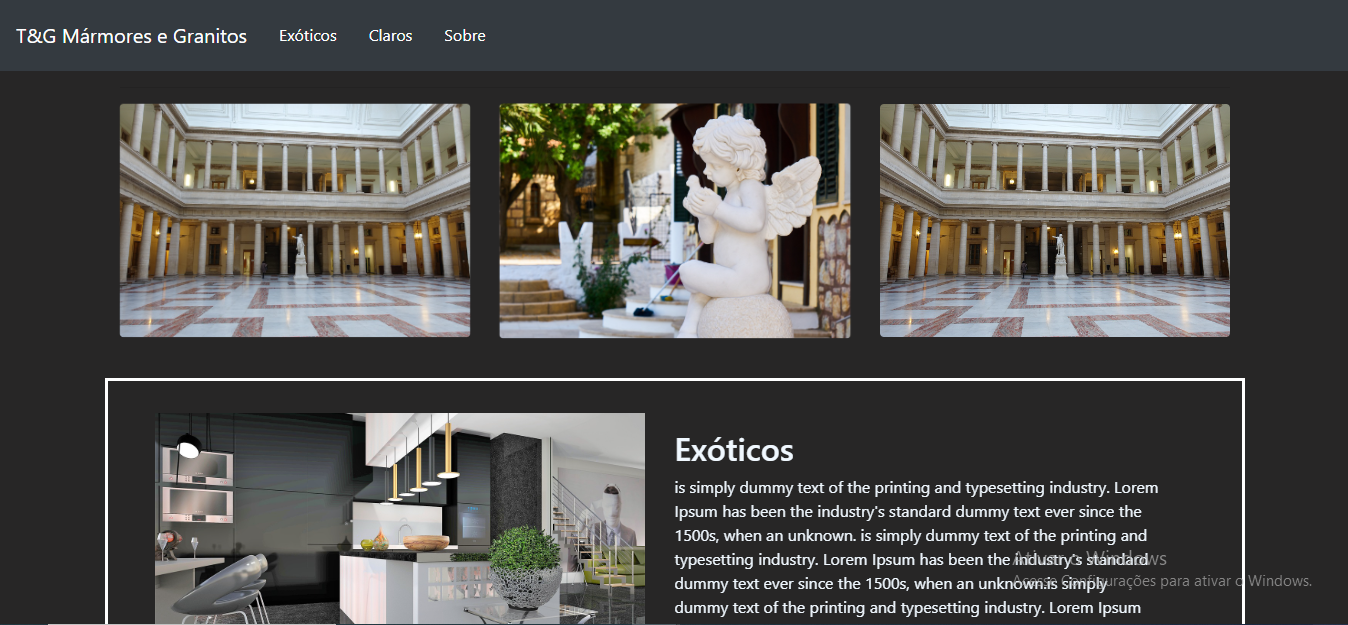 T&G Mármores e Granitos Exóticos Claros Sobre
Exóticos
is simply dummy text of the printing and typesetting industry. Lorem
Ipsum has been the industry's standard dummy text ever since the
1500s, when an unknown. is simply dummy text of the printing and
typesetting industry. Lorem Ipsum has been the industry's standard
dummy text ever since the 1500s, when an unknown.is simply
dummy text of the printing and typesetting industry. Lorem Ipsum
Ativar o Windows
Acesse Configurações para ativar o Windows.